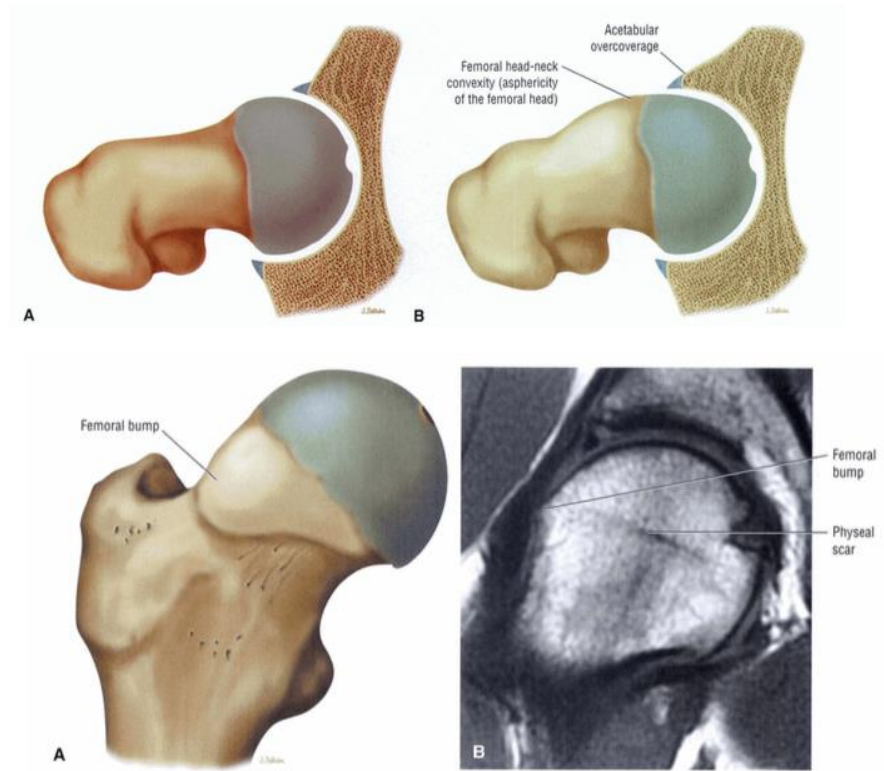 Acetabular
overcoverage
Femoral head-neck
convexity (asphericity
of the femoral head)
A
B
Femoral bump
Femoral
bump
Physeal
scar
A
B